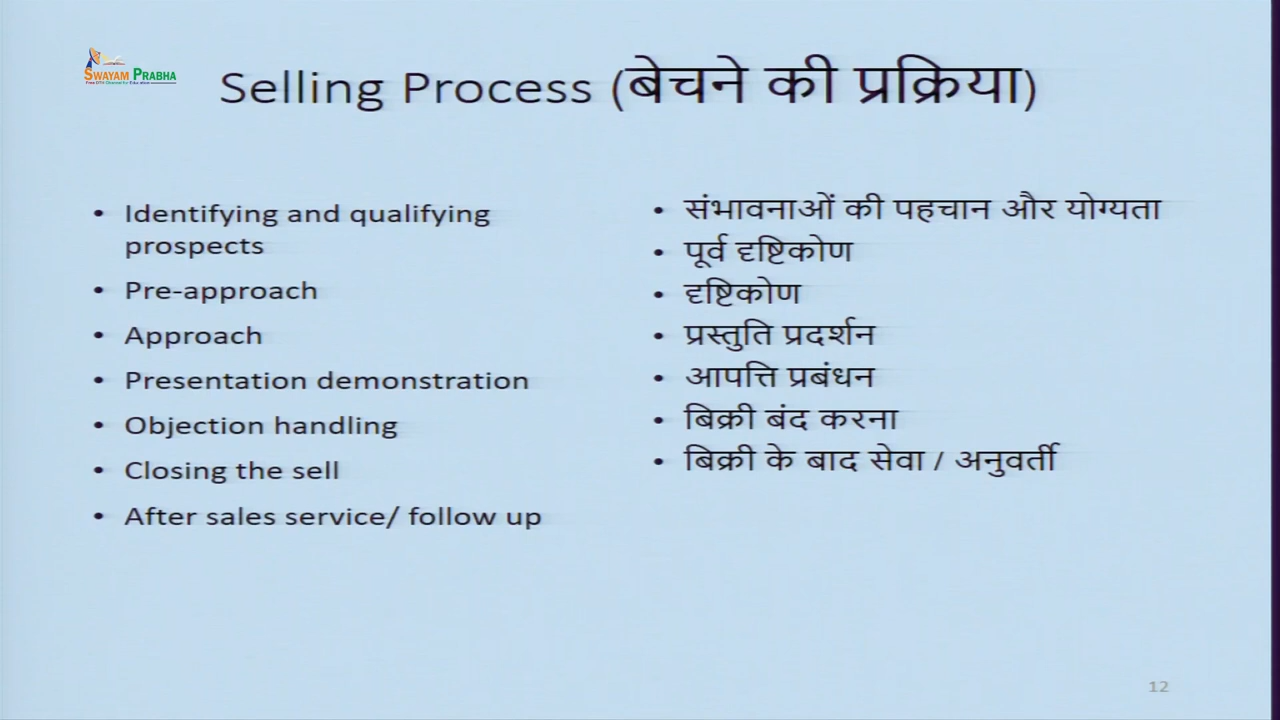 SWAYAM PRABHA
Selling Process (बेचने की प्रक्रिया)
• Identifying and qualifying
prospects
• Pre-approach
• Approach
• Presentation demonstration
• Objection handling
• Closing the sell
• After sales service/ follow up
• संभावनाओं की पहचान और योग्यता
• पूर्व दृष्टिकोण
• दृष्टिकोण
• प्रस्तुति प्रदर्शन
• आपत्ति प्रबंधन
• बिक्री बंद करना
• बिक्री के बाद सेवा / अनुवर्ती
12